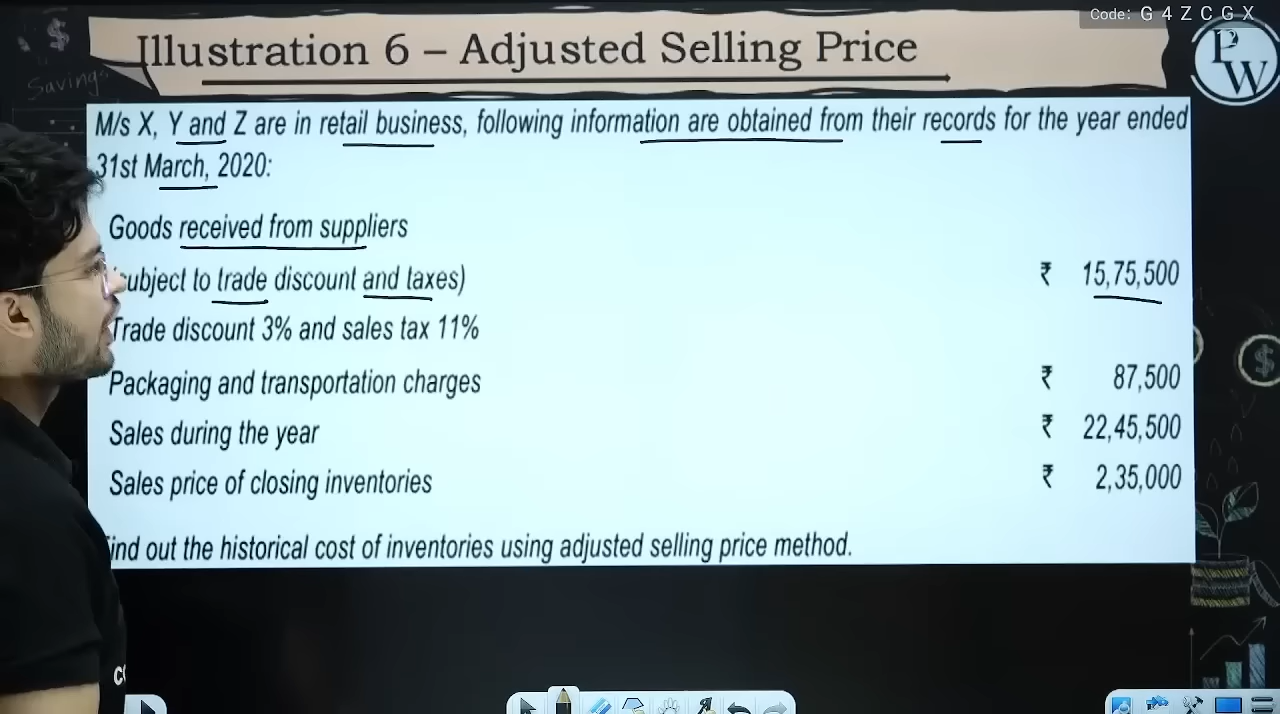 Code: G 4 Z C G X
Illustration 6 – Adjusted Selling Price
PW
Savings
M/s X, Y and Z are in retail business, following information are obtained from their records for the year ended
31st March, 2020:
Goods received from suppliers
subject to trade discount and taxes) ₹ 15,75,500
Trade discount 3% and sales tax 11%
Packaging and transportation charges ₹ 87,500
Sales during the year ₹ 22,45,500
Sales price of closing inventories ₹ 2,35,000
ind out the historical cost of inventories using adjusted selling price method.